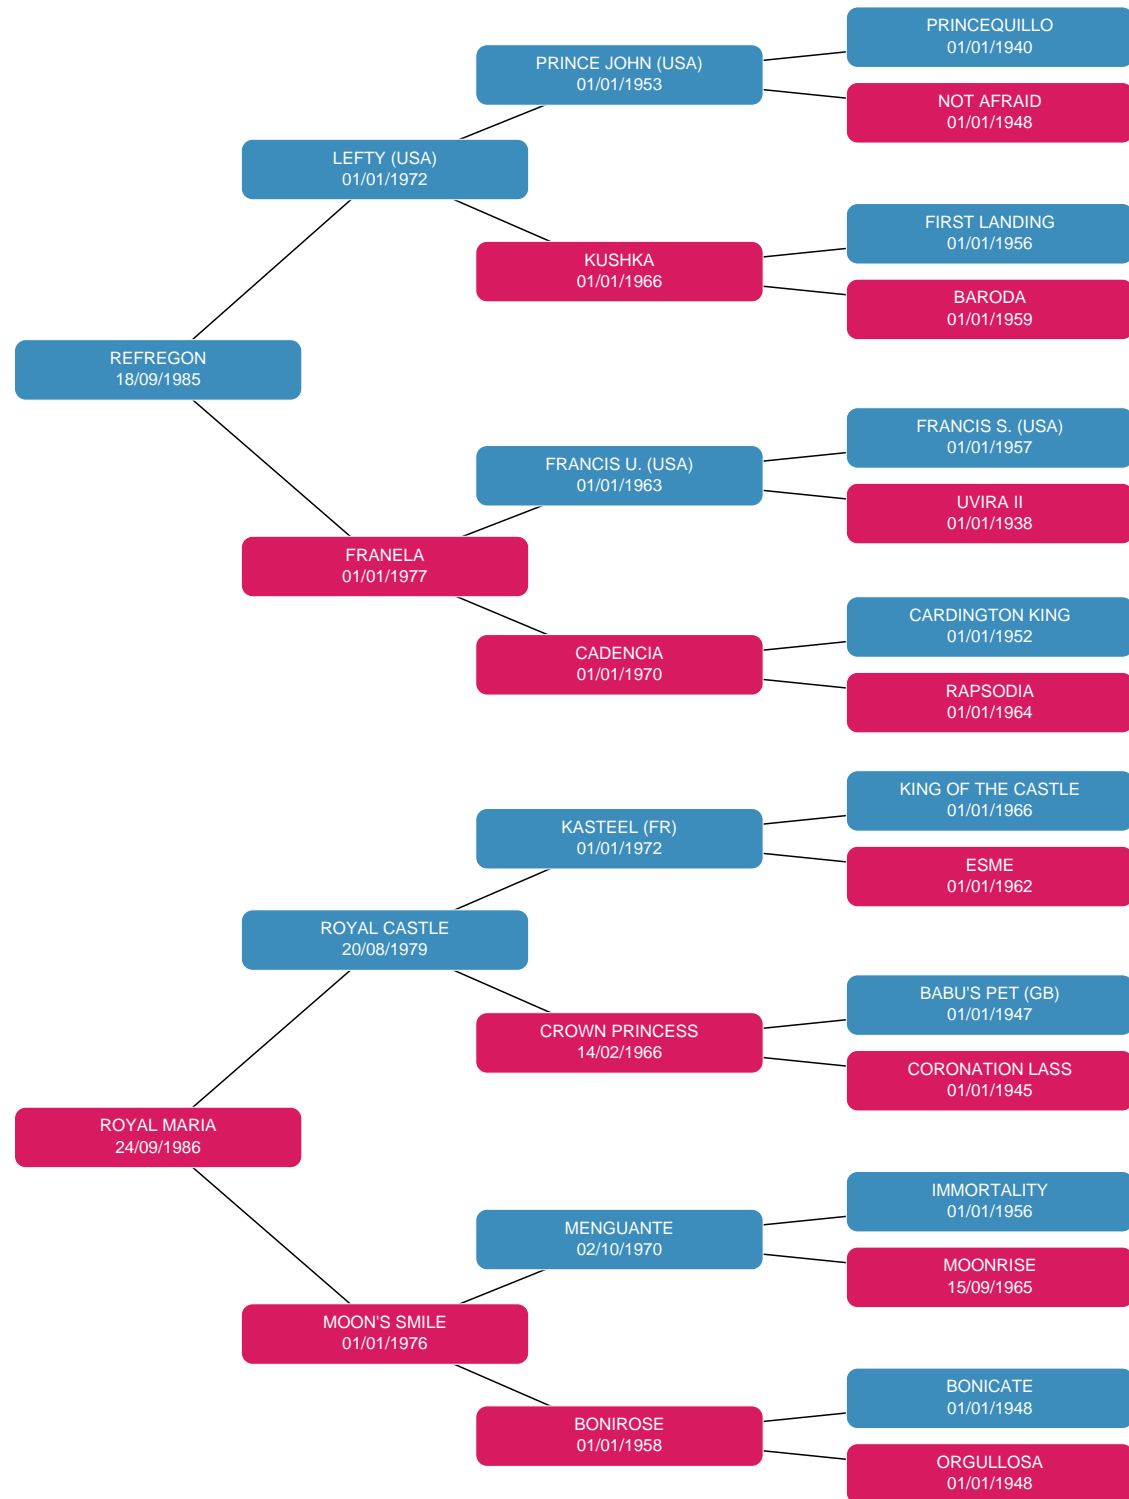 PRINCEQUILLO
01/01/1940
PRINCE JOHN (USA)
01/01/1953
NOT AFRAID
01/01/1948
LEFTY (USA)
01/01/1972
FIRST LANDING
01/01/1956
KUSHKA
01/01/1966
BARODA
01/01/1959
REFREGON
18/09/1985
FRANCIS S. (USA)
01/01/1957
FRANCIS U. (USA)
01/01/1963
UVIRA II
01/01/1938
FRANELA
01/01/1977
CARDINGTON KING
01/01/1952
CADENCIA
01/01/1970
RAPSODIA
01/01/1964
KING OF THE CASTLE
01/01/1966
KASTEEL (FR)
01/01/1972
ESME
01/01/1962
ROYAL CASTLE
20/08/1979
BABU'S PET (GB)
01/01/1947
CROWN PRINCESS
14/02/1966
CORONATION LASS
01/01/1945
ROYAL MARIA
24/09/1986
IMMORTALITY
01/01/1956
MENGUANTE
02/10/1970
MOONRISE
15/09/1965
MOON'S SMILE
01/01/1976
BONICATE
01/01/1948
BONIROSE
01/01/1958
ORGULLOSA
01/01/1948